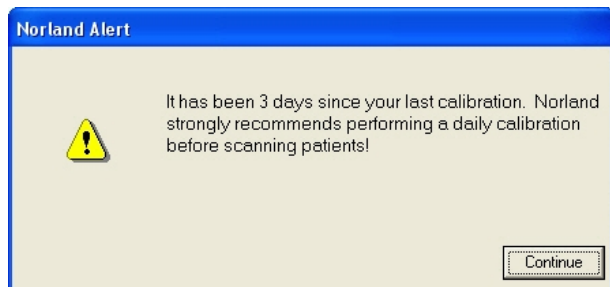 Norland Alert
It has been 3 days since your last calibration. Norland
strongly recommends performing a daily calibration
before scanning patients!
Continue